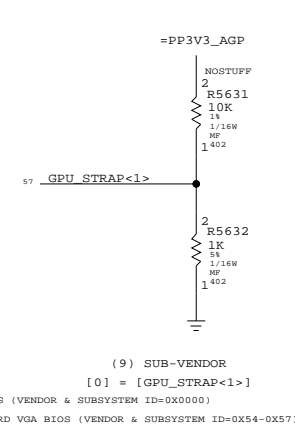 =PP3V3_AGP
NOSTUFF
2
R5631
10K
1%
1/16W
MF
1 402
57 GPU_STRAP<1>
2
R5632
1K
5%
1/16W
MF
1 402
(9) SUB-VENDOR
[0] = [GPU_STRAP<1>]
S (VENDOR & SUBSYSTEM ID=0X0000)
RD VGA BIOS (VENDOR & SUBSYSTEM ID=0X54-0X57)